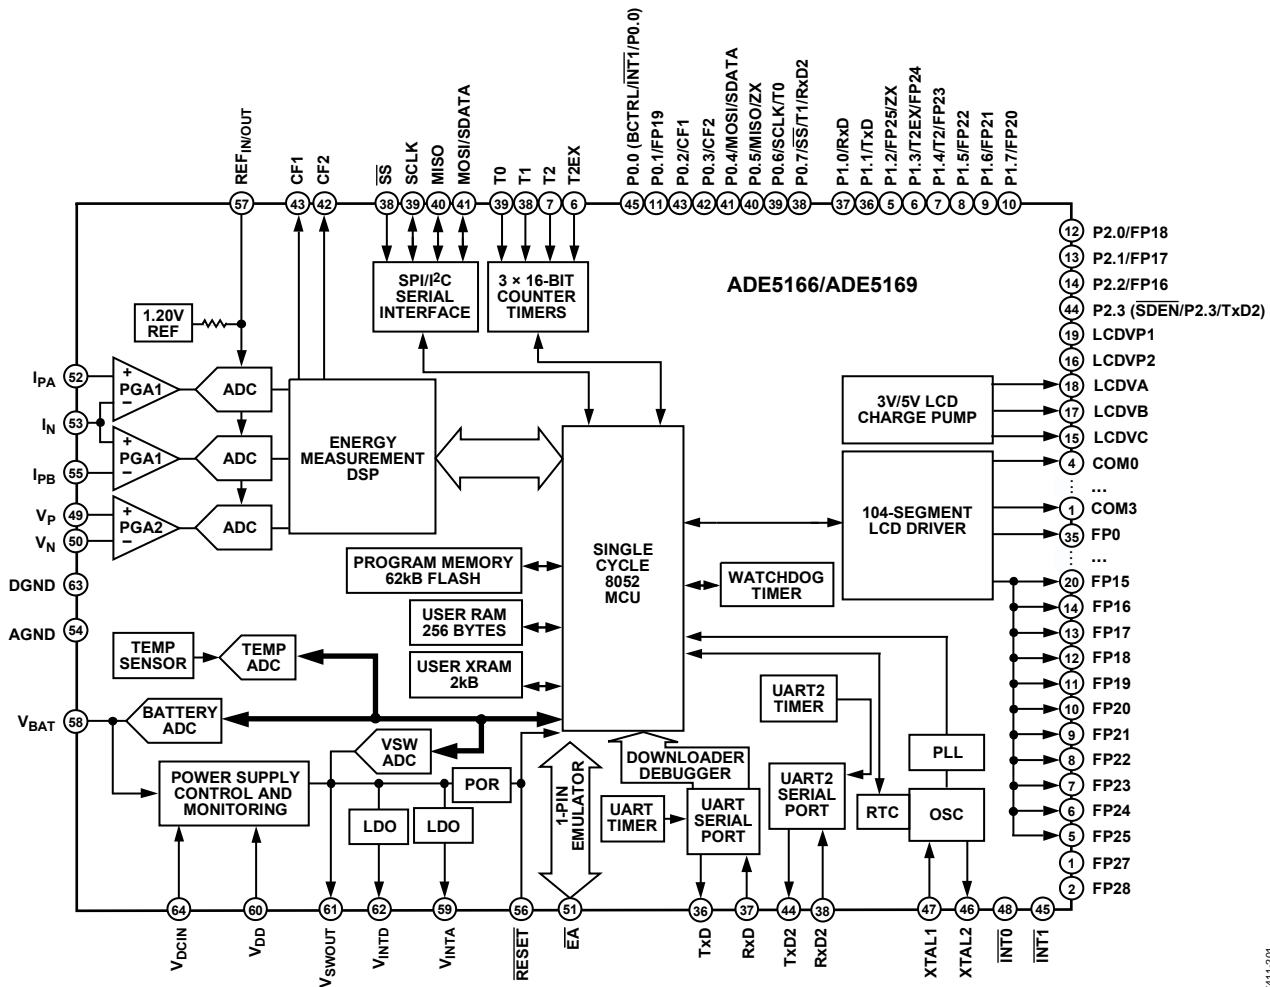 REFIN/OUT
CF1
CF2
SS
SCLK
MISO
MOSI/SDATA
T0
T1
T2
T2EX
P0.0 (BCTRL/INT1/P0.0)
P0.1/FP19
P0.2/CF1
P0.3/CF2
P0.4/MOSI/SDATA
P0.5/MISO/ZX
P0.6/SCLK/T0
P0.7/SS/T1/RxD2
P1.0/RxD
P1.1/TxD
P1.2/FP25/ZX
P1.3/T2EX/FP24
P1.4/T2/FP23
P1.5/FP22
P1.6/FP21
P1.7/FP20
57
43
42
38
39
40
41
39
38
7
6
45
11
43
42
41
40
39
38
37
36
5
6
7
8
9
10
12 P2.0/FP18
13 P2.1/FP17
14 P2.2/FP16
44 P2.3 (SDEN/P2.3/TxD2)
19 LCDVP1
16 LCDVP2
18 LCDVA
17 LCDVB
15 LCDVC
4 COM0
...
1 COM3
35 FP0
...
20 FP15
14 FP16
13 FP17
12 FP18
11 FP19
10 FP20
9 FP21
8 FP22
7 FP23
6 FP24
5 FP25
1 FP27
2 FP28
ADE5166/ADE5169
SPI/I2C
SERIAL
INTERFACE
3 × 16-BIT
COUNTER
TIMERS
1.20V
REF
IPA 52
IN 53
IPB 55
VP 49
VN 50
DGND 63
AGND 54
VBAT 58
+
PGA1
–
ADC
–
PGA1
+
ADC
+
PGA2
–
ADC
ENERGY
MEASUREMENT
DSP
3V/5V LCD
CHARGE PUMP
104-SEGMENT
LCD DRIVER
SINGLE
CYCLE
8052
MCU
PROGRAM MEMORY
62kB FLASH
USER RAM
256 BYTES
USER XRAM
2kB
WATCHDOG
TIMER
TEMP
SENSOR
TEMP
ADC
BATTERY
ADC
VSW
ADC
POWER SUPPLY
CONTROL AND
MONITORING
POR
LDO
LDO
1-PIN
EMULATOR
DOWNLOADER
DEBUGGER
UART
TIMER
UART
SERIAL
PORT
UART2
TIMER
UART2
SERIAL
PORT
PLL
RTC
OSC
64
60
61
62
59
56
51
36
37
44
38
47
46
48
45
VDCIN
VDD
VSWOUT
VINTD
VINTA
RESET
EA
TxD
RxD
TxD2
RxD2
XTAL1
XTAL2
INT0
INT1